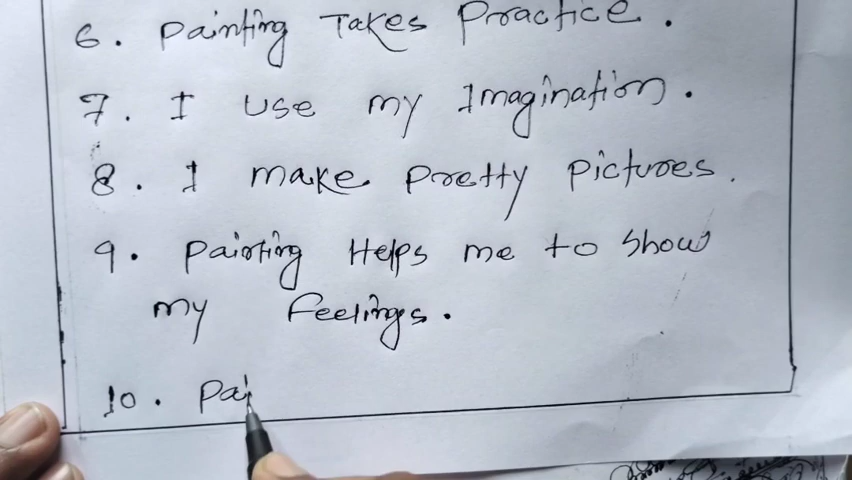 6. Painting Takes Practice.
7. I use my Imagination.
8. I make pretty pictures.
9. Painting Helps me to show
my feelings.
10. Pai